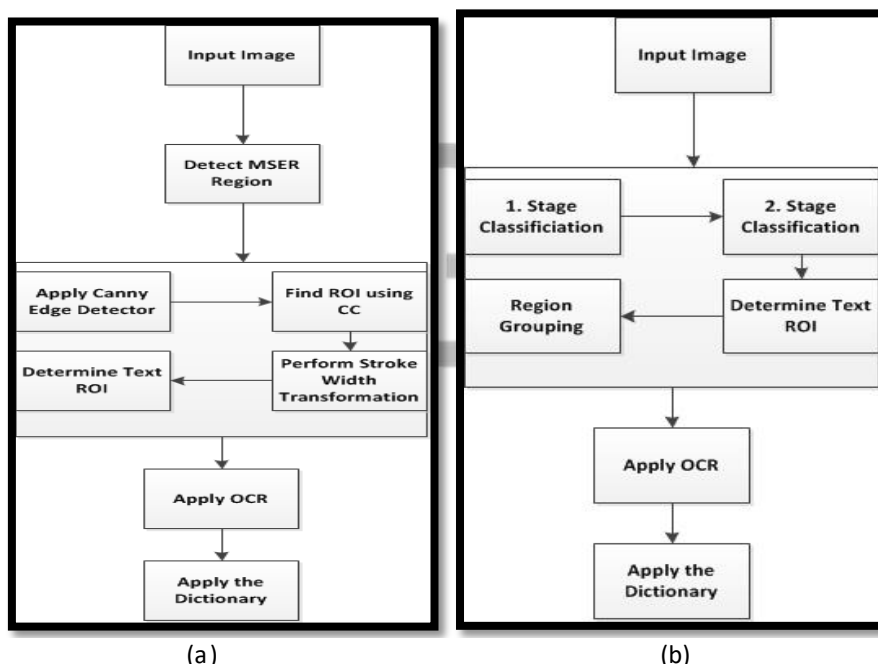 Input Image
Detect MSER
Region
Apply Canny
Edge Detector
Find ROI using
CC
Perform Stroke
Width
Transformation
Determine Text
ROI
Apply OCR
Apply the
Dictionary
(a)
Input Image
1. Stage
Classificiation
2. Stage
Classification
Determine Text
ROI
Region
Grouping
Apply OCR
Apply the
Dictionary
(b)